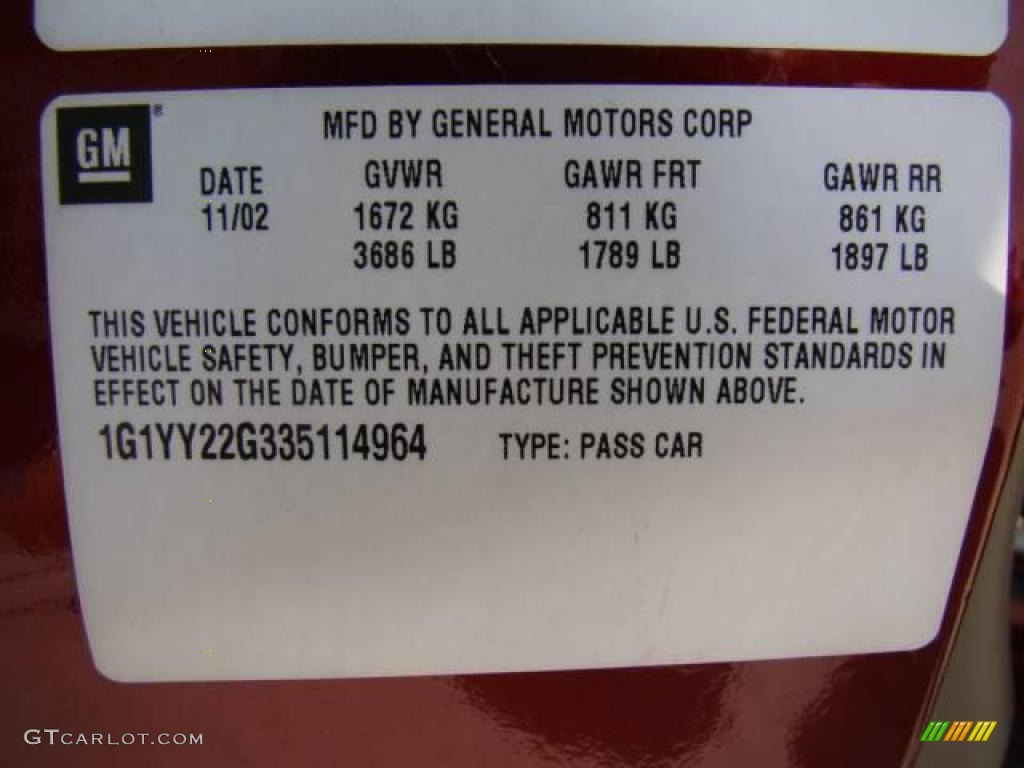 GM ®
MFD BY GENERAL MOTORS CORP
DATE GVWR GAWR FRT GAWR RR
11/02 1672 KG 811 KG 861 KG
3686 LB 1789 LB 1897 LB
THIS VEHICLE CONFORMS TO ALL APPLICABLE U.S. FEDERAL MOTOR
VEHICLE SAFETY, BUMPER, AND THEFT PREVENTION STANDARDS IN
EFFECT ON THE DATE OF MANUFACTURE SHOWN ABOVE.
1G1YY22G335114964 TYPE: PASS CAR
GTCARLOT.COM